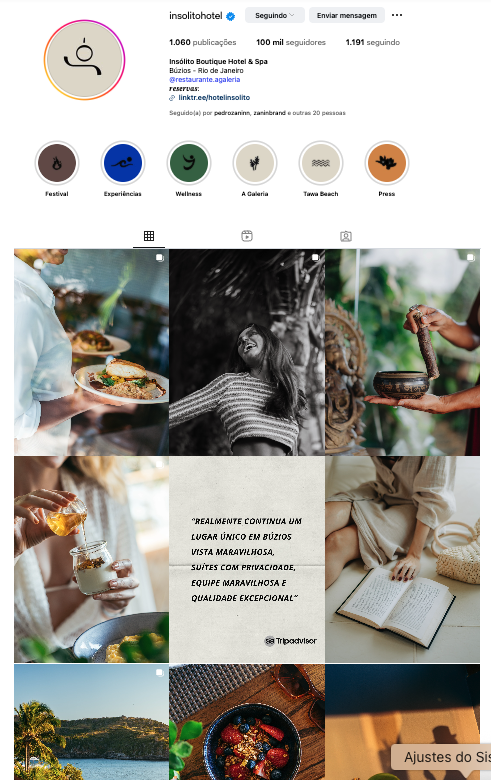 insolitohotel
Seguindo
Enviar mensagem
1.060 publicações
100 mil seguidores
1.191 seguindo
Insólito Boutique Hotel & Spa
Búzios - Rio de Janeiro
@restaurante.agaleria
reservas:
linktr.ee/hotelinsolito
Seguido(a) por pedrozaninn, zaninbrand e outras 20 pessoas
Festival
Experiências
Wellness
A Galeria
Tawa Beach
Press
"REALMENTE CONTINUA UM
LUGAR ÚNICO EM BÚZIOS
VISTA MARAVILHOSA,
SUÍTES COM PRIVACIDADE,
EQUIPE MARAVILHOSA E
QUALIDADE EXCEPCIONAL"
Tripadvisor
Ajustes do Sis